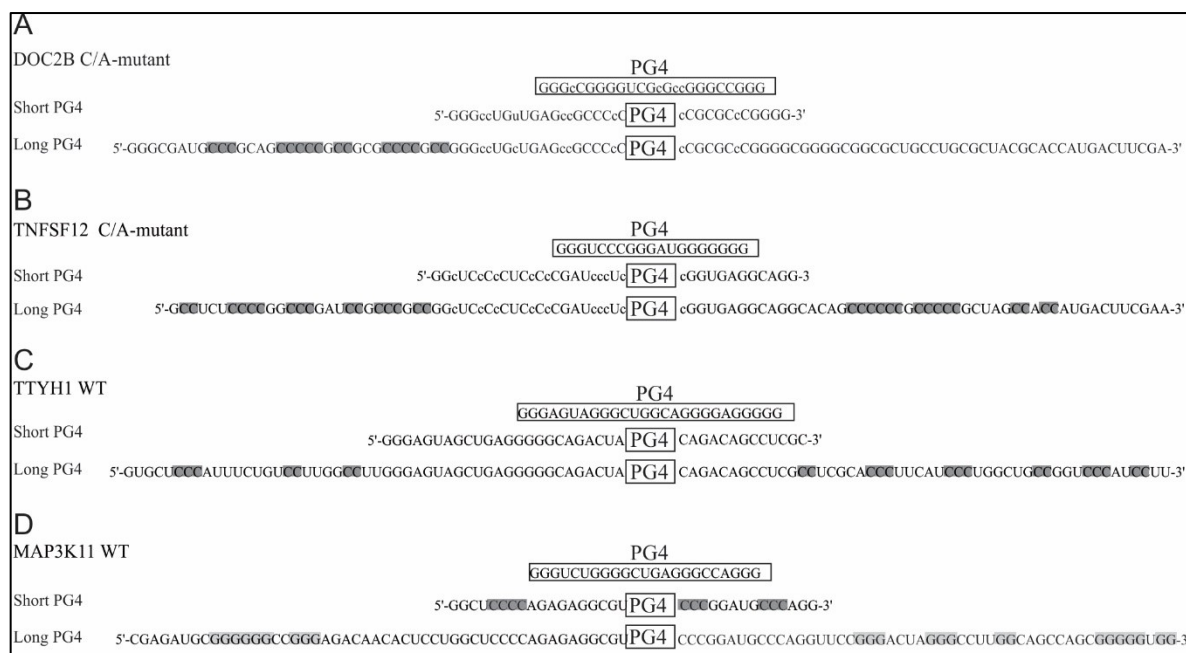 A
DOC2B C/A-mutant
PG4
GGGcCGGGGUCGcGccGGGCCGGG
Short PG4 5'-GGGccUGuUGAGccGCCCcC PG4 cCGCGCcCGGGG-3'
Long PG4 5'-GGGCGAUGCCCGCAGCCCCCGCCGCGCCCCGCCGGGccUGcUGAGccGCCCcC PG4 cCGCGCcCGGGGCGGGGCGGCGCUGCCUGCGCUACGCACCAUGACUUCGA-3'
B
TNFSF12 C/A-mutant
PG4
GGGUCCCGGGAUGGGGGGG
Short PG4 5'-GGcUCcCcCUCcCcCGAUcccUc PG4 cGGUGAGGCAGG-3
Long PG4 5'-GCCUCUCCCCGGCCCGAUCCGCCCGCCGGcUCcCcCUCcCcCGAUcccUc PG4 cGGUGAGGCAGGCACAGCCCCCCGCCCCCGCUAGCCACCAUGACUUCGAA-3'
C
TTYH1 WT
PG4
GGGAGUAGGGCUGGCAGGGGAGGGGG
Short PG4 5'-GGGAGUAGCUGAGGGGGCAGACUA PG4 CAGACAGCCUCGC-3'
Long PG4 5'-GUGCUCCCAUUUCUGUCCUUGGCCUUGGGAGUAGCUGAGGGGGCAGACUA PG4 CAGACAGCCUCGCCUCGCACCCUUCAUCCCUGGCUGCCGGUCCCAUCCUU-3'
D
MAP3K11 WT
PG4
GGGUCUGGGGCUGAGGGCCAGGG
Short PG4 5'-GGCUCCCCAGAGAGGCGU PG4 CCCGGAUGCCCAGG-3'
Long PG4 5'-CGAGAUGCGGGGGGCCGGGAGACAACACUCCUGGCUCCCCAGAGAGGCGU PG4 CCCGGAUGCCCAGGUUCCGGGACUAGGGCCUUGGCAGCCAGCGGGGGUGG-3